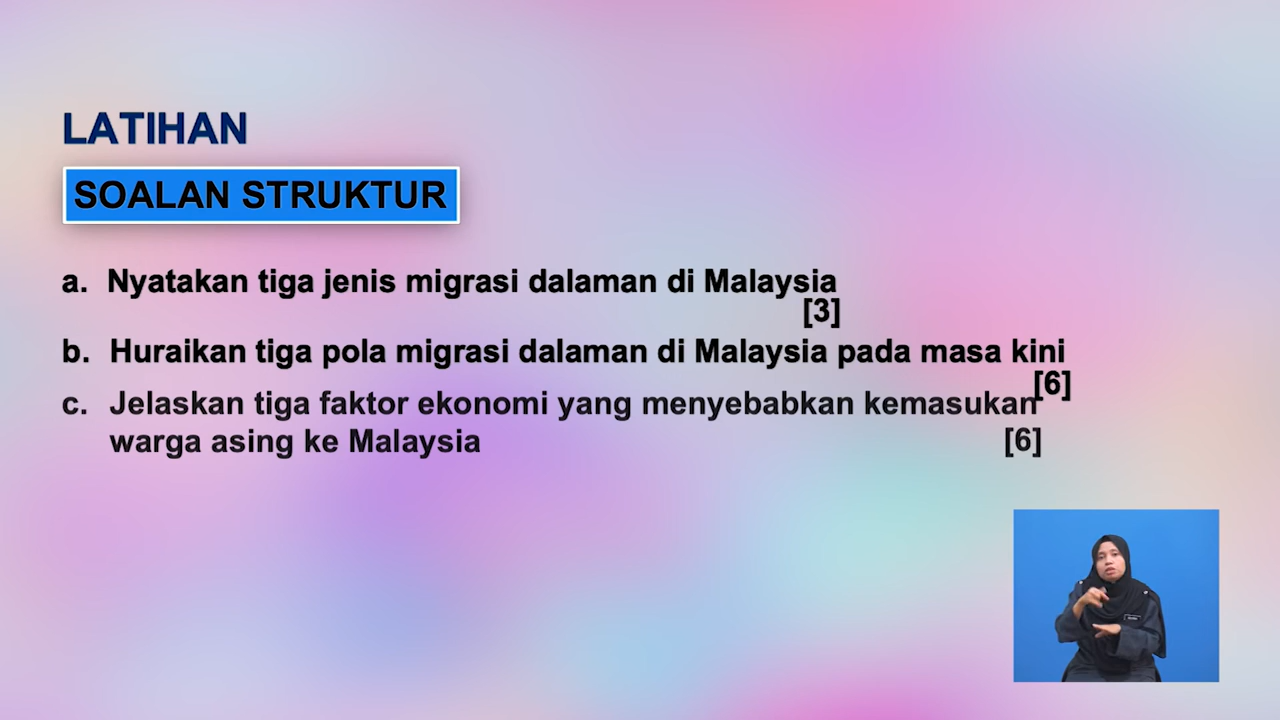 LATIHAN
SOALAN STRUKTUR
a. Nyatakan tiga jenis migrasi dalaman di Malaysia
[3]
b. Huraikan tiga pola migrasi dalaman di Malaysia pada masa kini
[6]
c. Jelaskan tiga faktor ekonomi yang menyebabkan kemasukan
warga asing ke Malaysia [6]